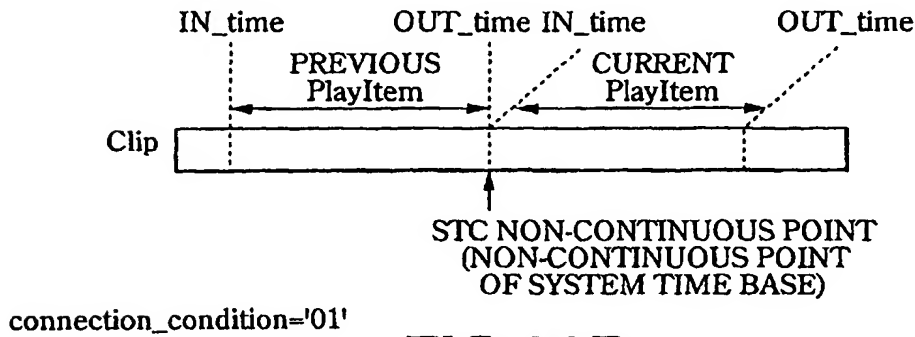 IN_time OUT_time IN_time OUT_time
PREVIOUS CURRENT
PlayItem PlayItem
Clip
STC NON-CONTINUOUS POINT
(NON-CONTINUOUS POINT
OF SYSTEM TIME BASE)
connection_condition='01'